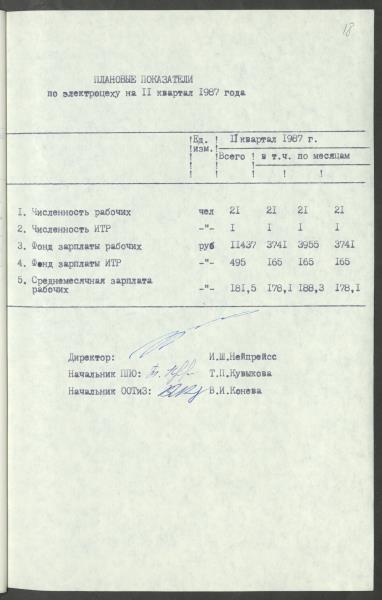 18
ПЛАНОВЫЕ ПОКАЗАТЕЛИ
по электроцеху на II квартал 1987 года
Ед. изм. II квартал 1987 г.
Всего в т.ч. по месяцам
1. Численность рабочих чел 21 21 21 21
2. Численность ИТР -"- 1 1 1 1
3. Фонд зарплаты рабочих руб 11437 3741 3955 3741
4. Фонд зарплаты ИТР -"- 495 165 165 165
5. Среднемесячная зарплата
рабочих -"- 181,5 178,1 188,3 178,1
Директор: И.Ш.Нейпрейсс
Начальник ППО: Т.П.Кувыкова
Начальник ООТиЗ: В.И.Конева